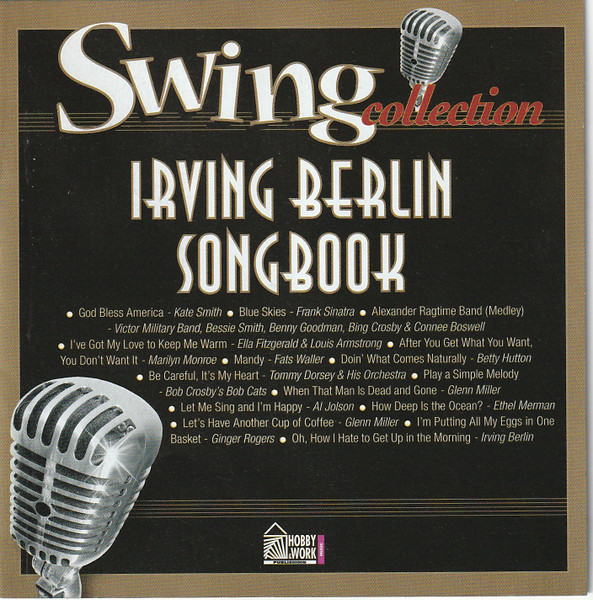 Swing
collection
IRVING BERLIN
SONGBOOK
• God Bless America - Kate Smith • Blue Skies - Frank Sinatra • Alexander Ragtime Band (Medley)
- Victor Military Band, Bessie Smith, Benny Goodman, Bing Crosby & Connee Boswell
• I've Got My Love to Keep Me Warm - Ella Fitzgerald & Louis Armstrong • After You Get What You Want,
You Don't Want It - Marilyn Monroe • Mandy - Fats Waller • Doin' What Comes Naturally - Betty Hutton
• Be Careful, It's My Heart - Tommy Dorsey & His Orchestra • Play a Simple Melody
- Bob Crosby's Bob Cats • When That Man Is Dead and Gone - Glenn Miller
• Let Me Sing and I'm Happy - Al Jolson • How Deep Is the Ocean? - Ethel Merman
• Let's Have Another Cup of Coffee - Glenn Miller • I'm Putting All My Eggs in One
Basket - Ginger Rogers • Oh, How I Hate to Get Up in the Morning - Irving Berlin
HOBBY
& WORK
PUBLISHING